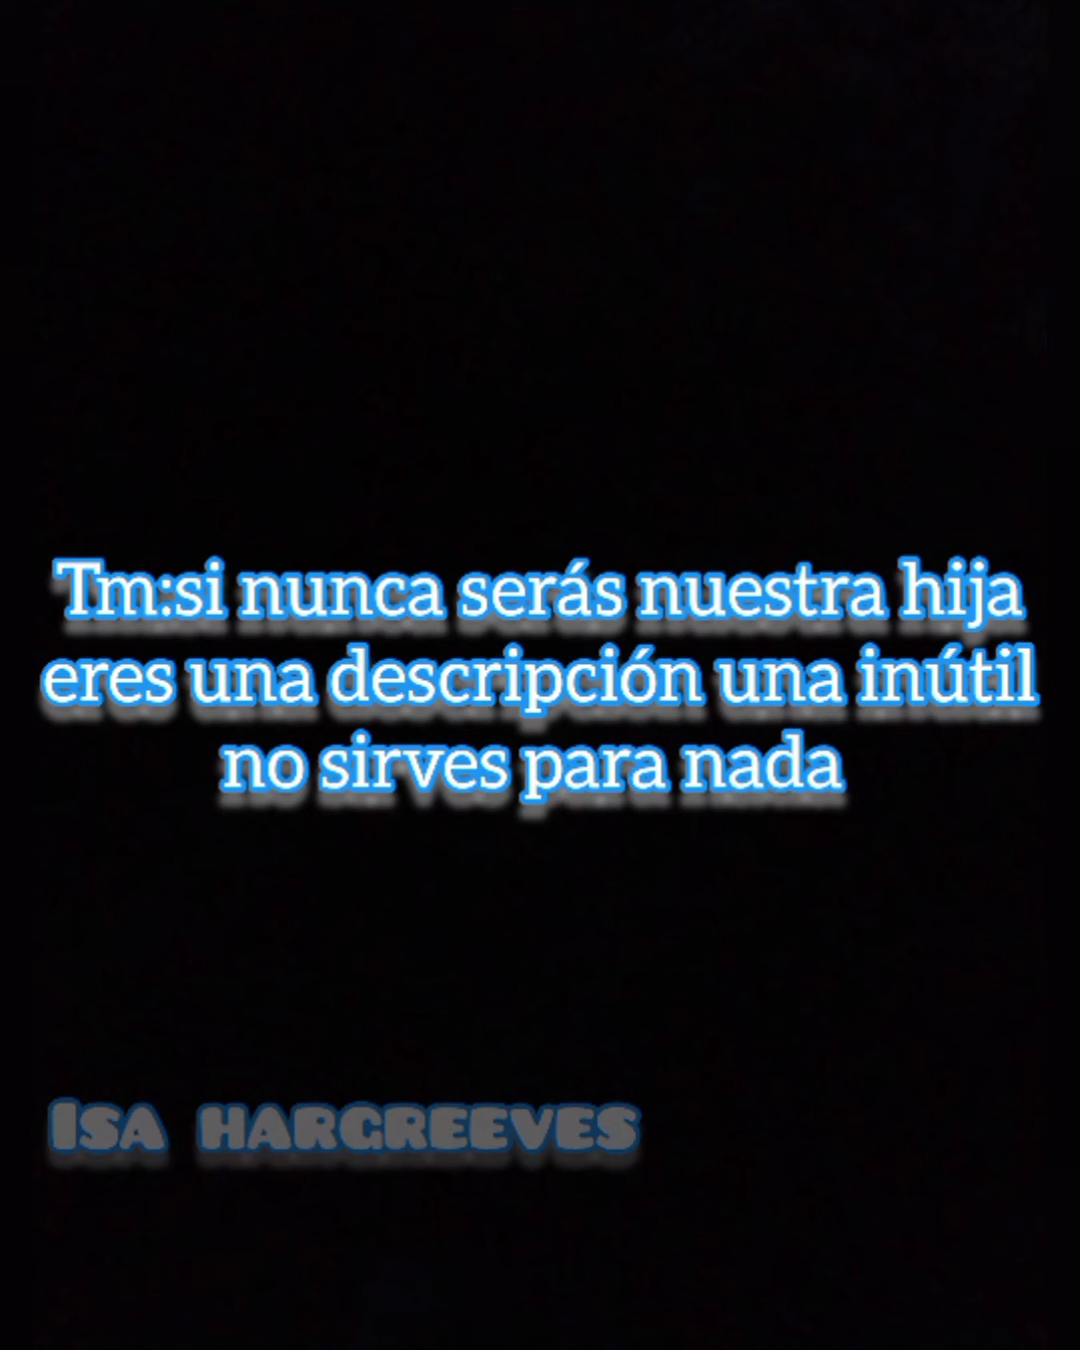 Tm:si nunca serás nuestra hija
eres una descripción una inútil
no sirves para nada
Isa hargreeves